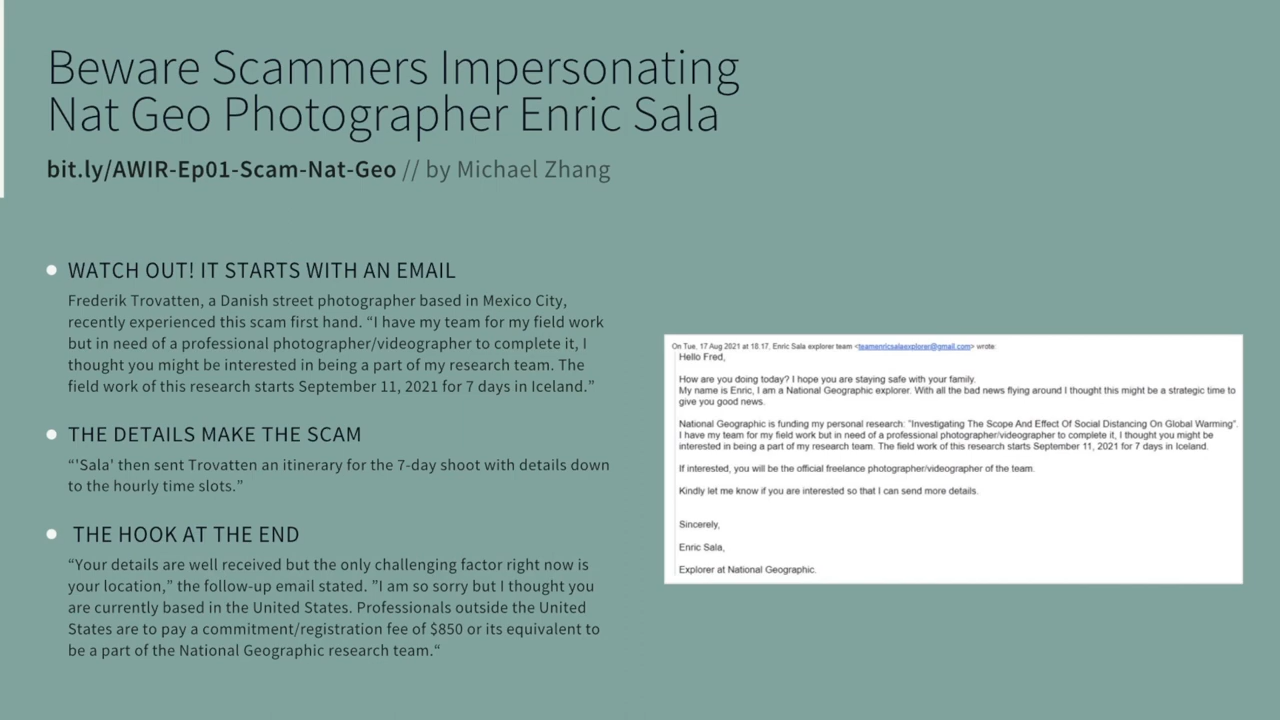 Beware Scammers Impersonating
Nat Geo Photographer Enric Sala
bit.ly/AWIR-Ep01-Scam-Nat-Geo // by Michael Zhang
WATCH OUT! IT STARTS WITH AN EMAIL
Frederik Trovatten, a Danish street photographer based in Mexico City,
recently experienced this scam first hand. “I have my team for my field work
but in need of a professional photographer/videographer to complete it, I
thought you might be interested in being a part of my research team. The
field work of this research starts September 11, 2021 for 7 days in Iceland.”
THE DETAILS MAKE THE SCAM
“'Sala' then sent Trovatten an itinerary for the 7-day shoot with details down
to the hourly time slots.”
THE HOOK AT THE END
“Your details are well received but the only challenging factor right now is
your location,” the follow-up email stated. ”I am so sorry but I thought you
are currently based in the United States. Professionals outside the United
States are to pay a commitment/registration fee of $850 or its equivalent to
be a part of the National Geographic research team.“
On Tue, 17 Aug 2021 at 18.17, Enric Sala explorer team <teamenricsalaexplorer@gmail.com> wrote:
Hello Fred,
How are you doing today? I hope you are staying safe with your family.
My name is Enric, I am a National Geographic explorer. With all the bad news flying around I thought this might be a strategic time to
give you good news.
National Geographic is funding my personal research: "Investigating The Scope And Effect Of Social Distancing On Global Warming".
I have my team for my field work but in need of a professional photographer/videographer to complete it, I thought you might be
interested in being a part of my research team. The field work of this research starts September 11, 2021 for 7 days in Iceland.
If interested, you will be the official freelance photographer/videographer of the team.
Kindly let me know if you are interested so that I can send more details.
Sincerely,
Enric Sala,
Explorer at National Geographic.